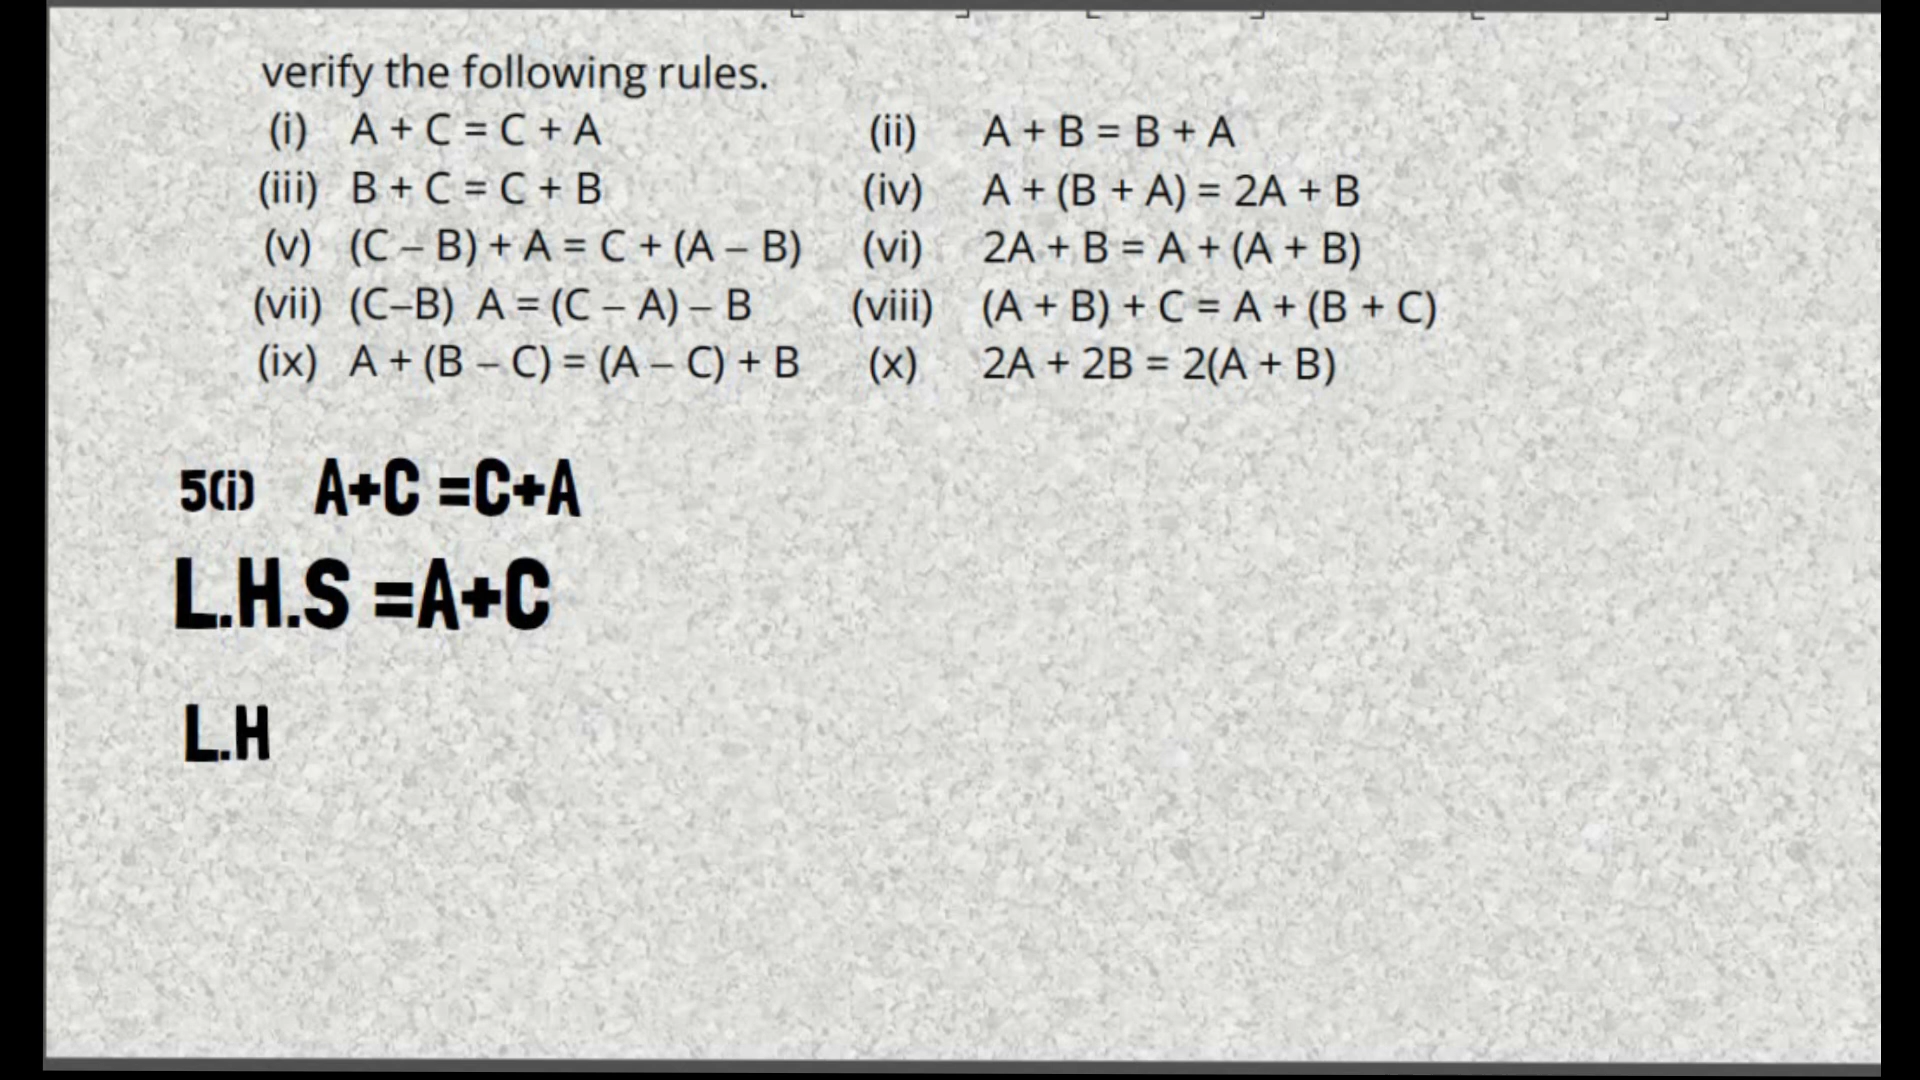 verify the following rules.
(i) A + C = C + A (ii) A + B = B + A
(iii) B + C = C + B (iv) A + (B + A) = 2A + B
(v) (C – B) + A = C + (A – B) (vi) 2A + B = A + (A + B)
(vii) (C–B) A = (C – A) – B (viii) (A + B) + C = A + (B + C)
(ix) A + (B – C) = (A – C) + B (x) 2A + 2B = 2(A + B)
5(i) A+C =C+A
L.H.S =A+C
L.H